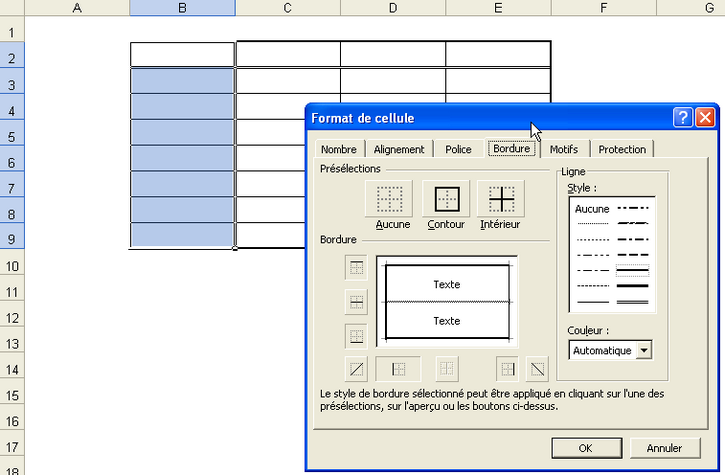 A B C D E F G
1
2
3
4
5
6
7
8
9
10
11
12
13
14
15
16
17
18
Format de cellule
Nombre Alignement Police Bordure Motifs Protection
Présélections
Aucune Contour Intérieur
Bordure
Texte
Texte
Ligne
Style :
Aucune
Couleur :
Automatique
Le style de bordure sélectionné peut être appliqué en cliquant sur l'une des
présélections, sur l'aperçu ou les boutons ci-dessus.
OK Annuler